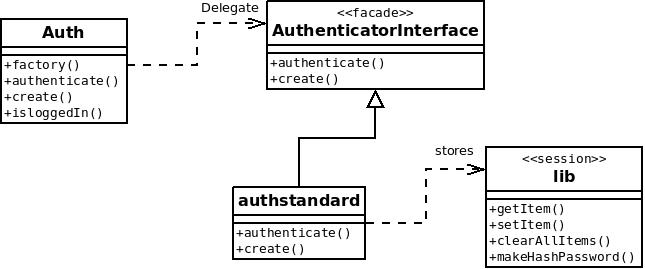 Delegate
Auth
+factory()
+authenticate()
+create()
+isloggedIn()
<<facade>>
AuthenticatorInterface
+authenticate()
+create()
stores
authstandard
+authenticate()
+create()
<<session>>
lib
+getItem()
+setItem()
+clearAllItems()
+makeHashPassword()